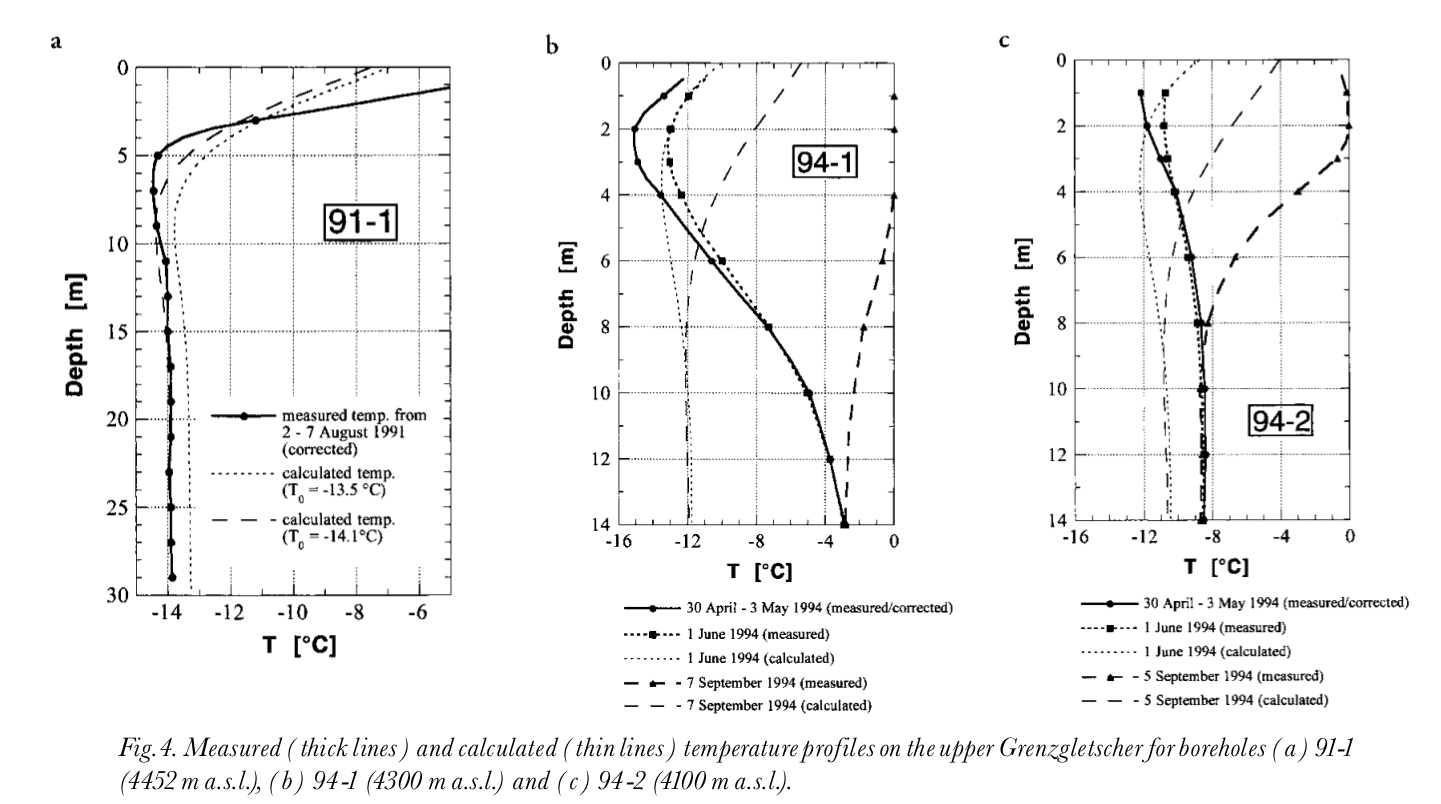 a
0
5
10
15
20
25
30
Depth [m]
91-1
measured temp. from
2 - 7 August 1991
(corrected)
calculated temp.
(T0 = -13.5 °C)
calculated temp.
(T0 = -14.1°C)
-14
-12
-10
-8
-6
T [°C]
b
0
2
4
6
8
10
12
14
Depth [m]
94-1
-16
-12
-8
-4
0
T [°C]
30 April - 3 May 1994 (measured/corrected)
1 June 1994 (measured)
1 June 1994 (calculated)
7 September 1994 (measured)
7 September 1994 (calculated)
c
0
2
4
6
8
10
12
14
Depth [m]
94-2
-16
-12
-8
-4
0
T [°C]
30 April - 3 May 1994 (measured/corrected)
1 June 1994 (measured)
1 June 1994 (calculated)
5 September 1994 (measured)
5 September 1994 (calculated)
Fig. 4. Measured (thick lines) and calculated (thin lines) temperature profiles on the upper Grenzgletscher for boreholes (a) 91-1
(4452 m a.s.l.), (b) 94-1 (4300 m a.s.l.) and (c) 94-2 (4100 m a.s.l.).